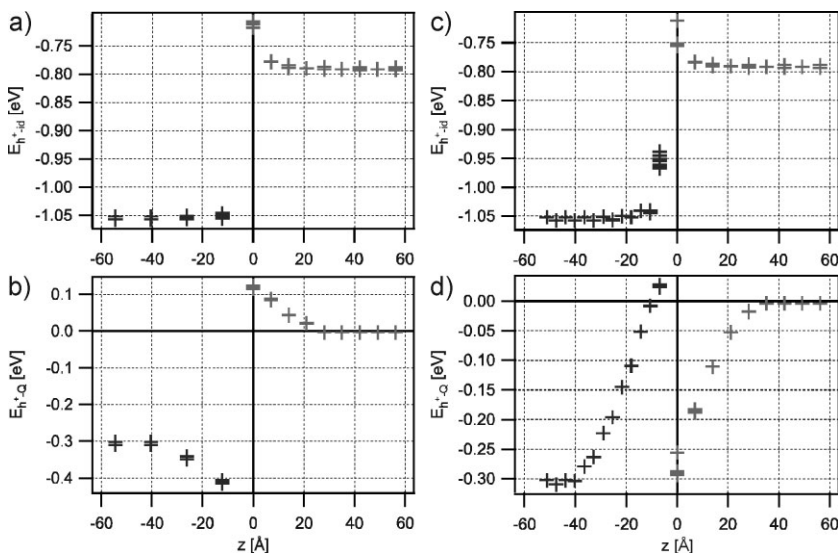 a)
E_h⁺-id [eV]
-0.75
-0.80
-0.85
-0.90
-0.95
-1.00
-1.05
-60 -40 -20 0 20 40 60
c)
E_h⁺-id [eV]
-0.75
-0.80
-0.85
-0.90
-0.95
-1.00
-1.05
-60 -40 -20 0 20 40 60
b)
E_h⁺-Q [eV]
0.1
0.0
-0.1
-0.2
-0.3
-0.4
-60 -40 -20 0 20 40 60
z [Å]
d)
E_h⁺-Q [eV]
0.00
-0.05
-0.10
-0.15
-0.20
-0.25
-0.30
-60 -40 -20 0 20 40 60
z [Å]